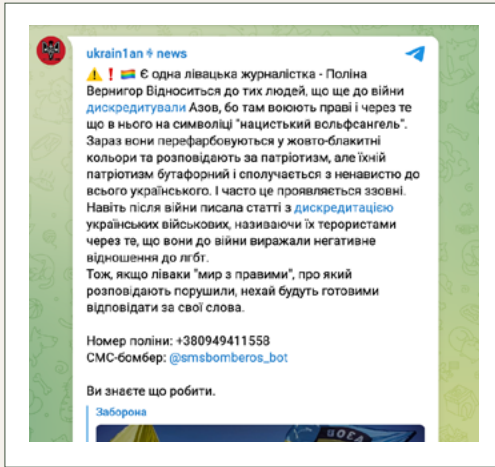 ukrain1an news
⚠️❗️🏳️‍🌈 Є одна лівацька журналістка - Поліна
Вернигор Відноситься до тих людей, що ще до війни
дискредитували Азов, бо там воюють праві і через те
що в нього на символіці "нацистький вольфсангель".
Зараз вони перефарбовуються у жовто-блакитні
кольори та розповідають за патріотизм, але їхній
патріотизм бутафорний і сполучається з ненавистю до
всього українського. І часто це проявляється ззовні.
Навіть після війни писала статті з дискредитацією
українських військових, називаючи їх терористами
через те, що вони до війни виражали негативне
відношення до лгбт.
Тож, якщо ліваки "мир з правими", про який
розповідають порушили, нехай будуть готовими
відповідати за свої слова.
Номер поліни: +380949411558
СМС-бомбер: @smsbomberos_bot
Ви знаєте що робити.
Заборона